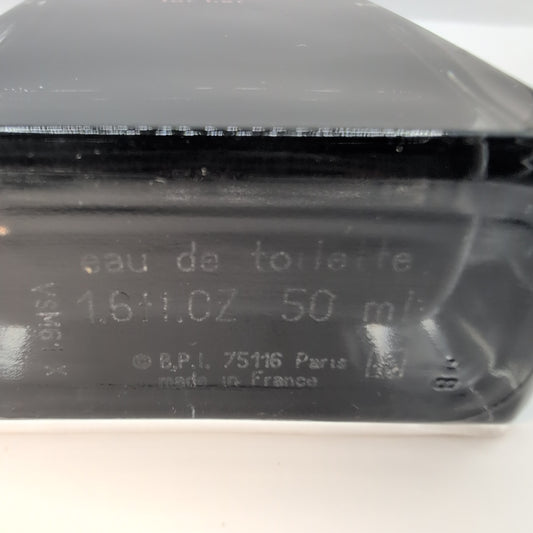 eau de toilette
1.6 fl.OZ 50 ml
© B.P.I. 75116 Paris
made in France